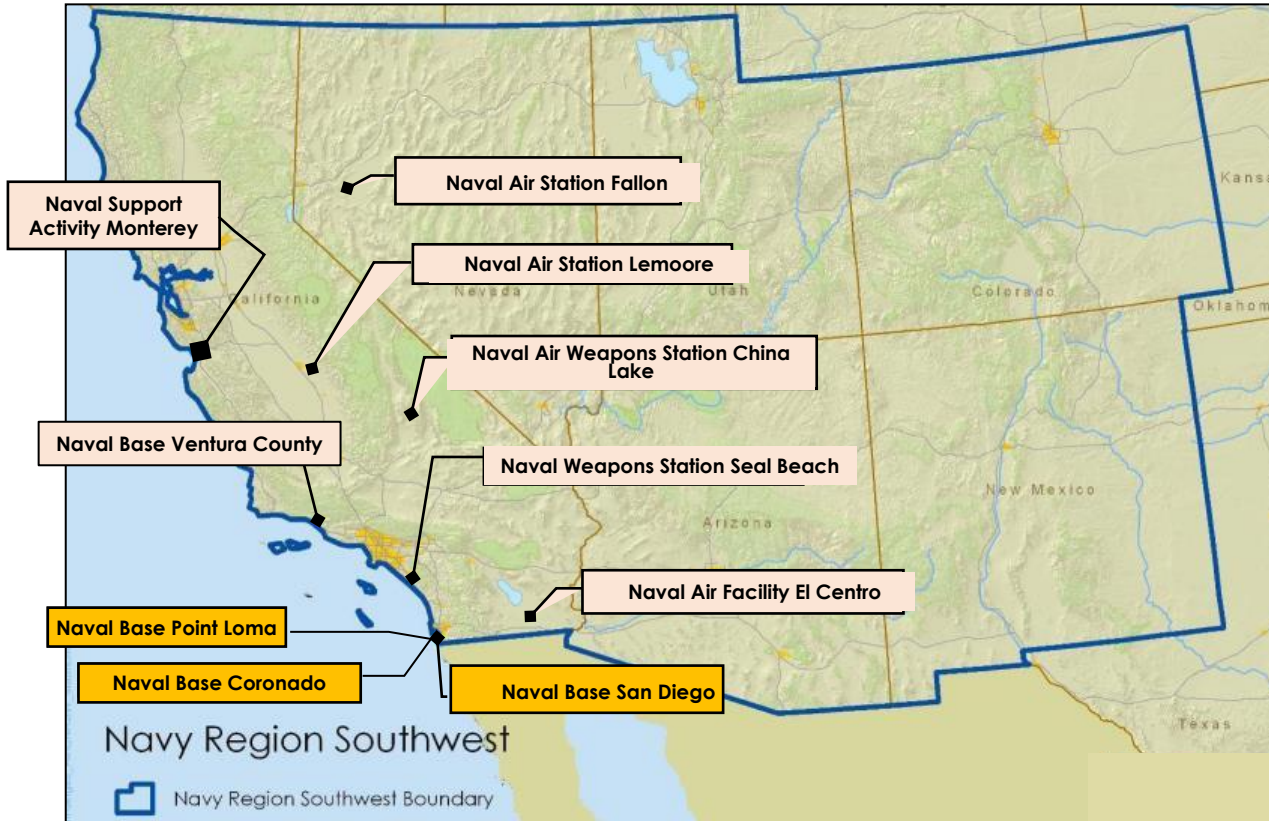 Naval Air Station Fallon
Kansa
Naval Support
Activity Monterey
Naval Air Station Lemoore
California
Nevada
Utah
Colorado
Oklahom
Naval Air Weapons Station China
Lake
Naval Base Ventura County
Naval Weapons Station Seal Beach
New Mexico
Arizona
Naval Air Facility El Centro
Naval Base Point Loma
Naval Base Coronado
Naval Base San Diego
Texas
Navy Region Southwest
Navy Region Southwest Boundary